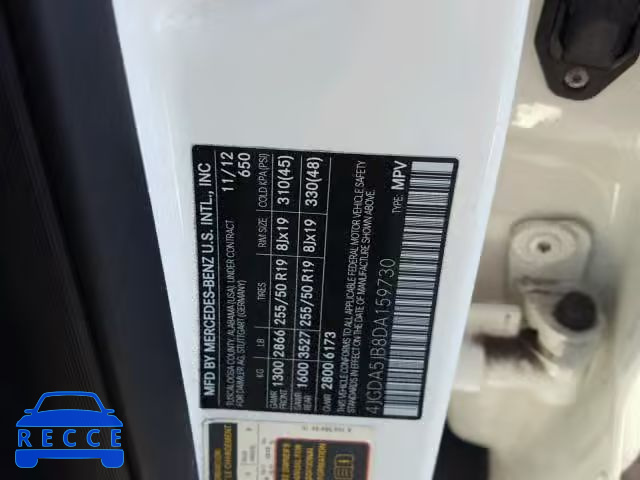 MFD BY MERCEDES-BENZ U.S. INTL., INC 11/12
TUSCALOOSA COUNTY, ALABAMA (USA), UNDER CONTRACT 650
FOR DAIMLER AG, STUTTGART (GERMANY)
KG LB TIRES RIM SIZE COLD KPA (PSI)
GAWR FRONT 1300 2866 255/50 R19 8Jx19 310(45)
GAWR REAR 1600 3527 255/50 R19 8Jx19 330(48)
GVWR 2800 6173
THIS VEHICLE CONFORMS TO ALL APPLICABLE FEDERAL MOTOR VEHICLE SAFETY
STANDARDS IN EFFECT ON THE DATE OF MANUFACTURE SHOWN ABOVE.
4JGDA5JB8DA159730 TYPE: MPV
LE CHARGEMENT
RECCE